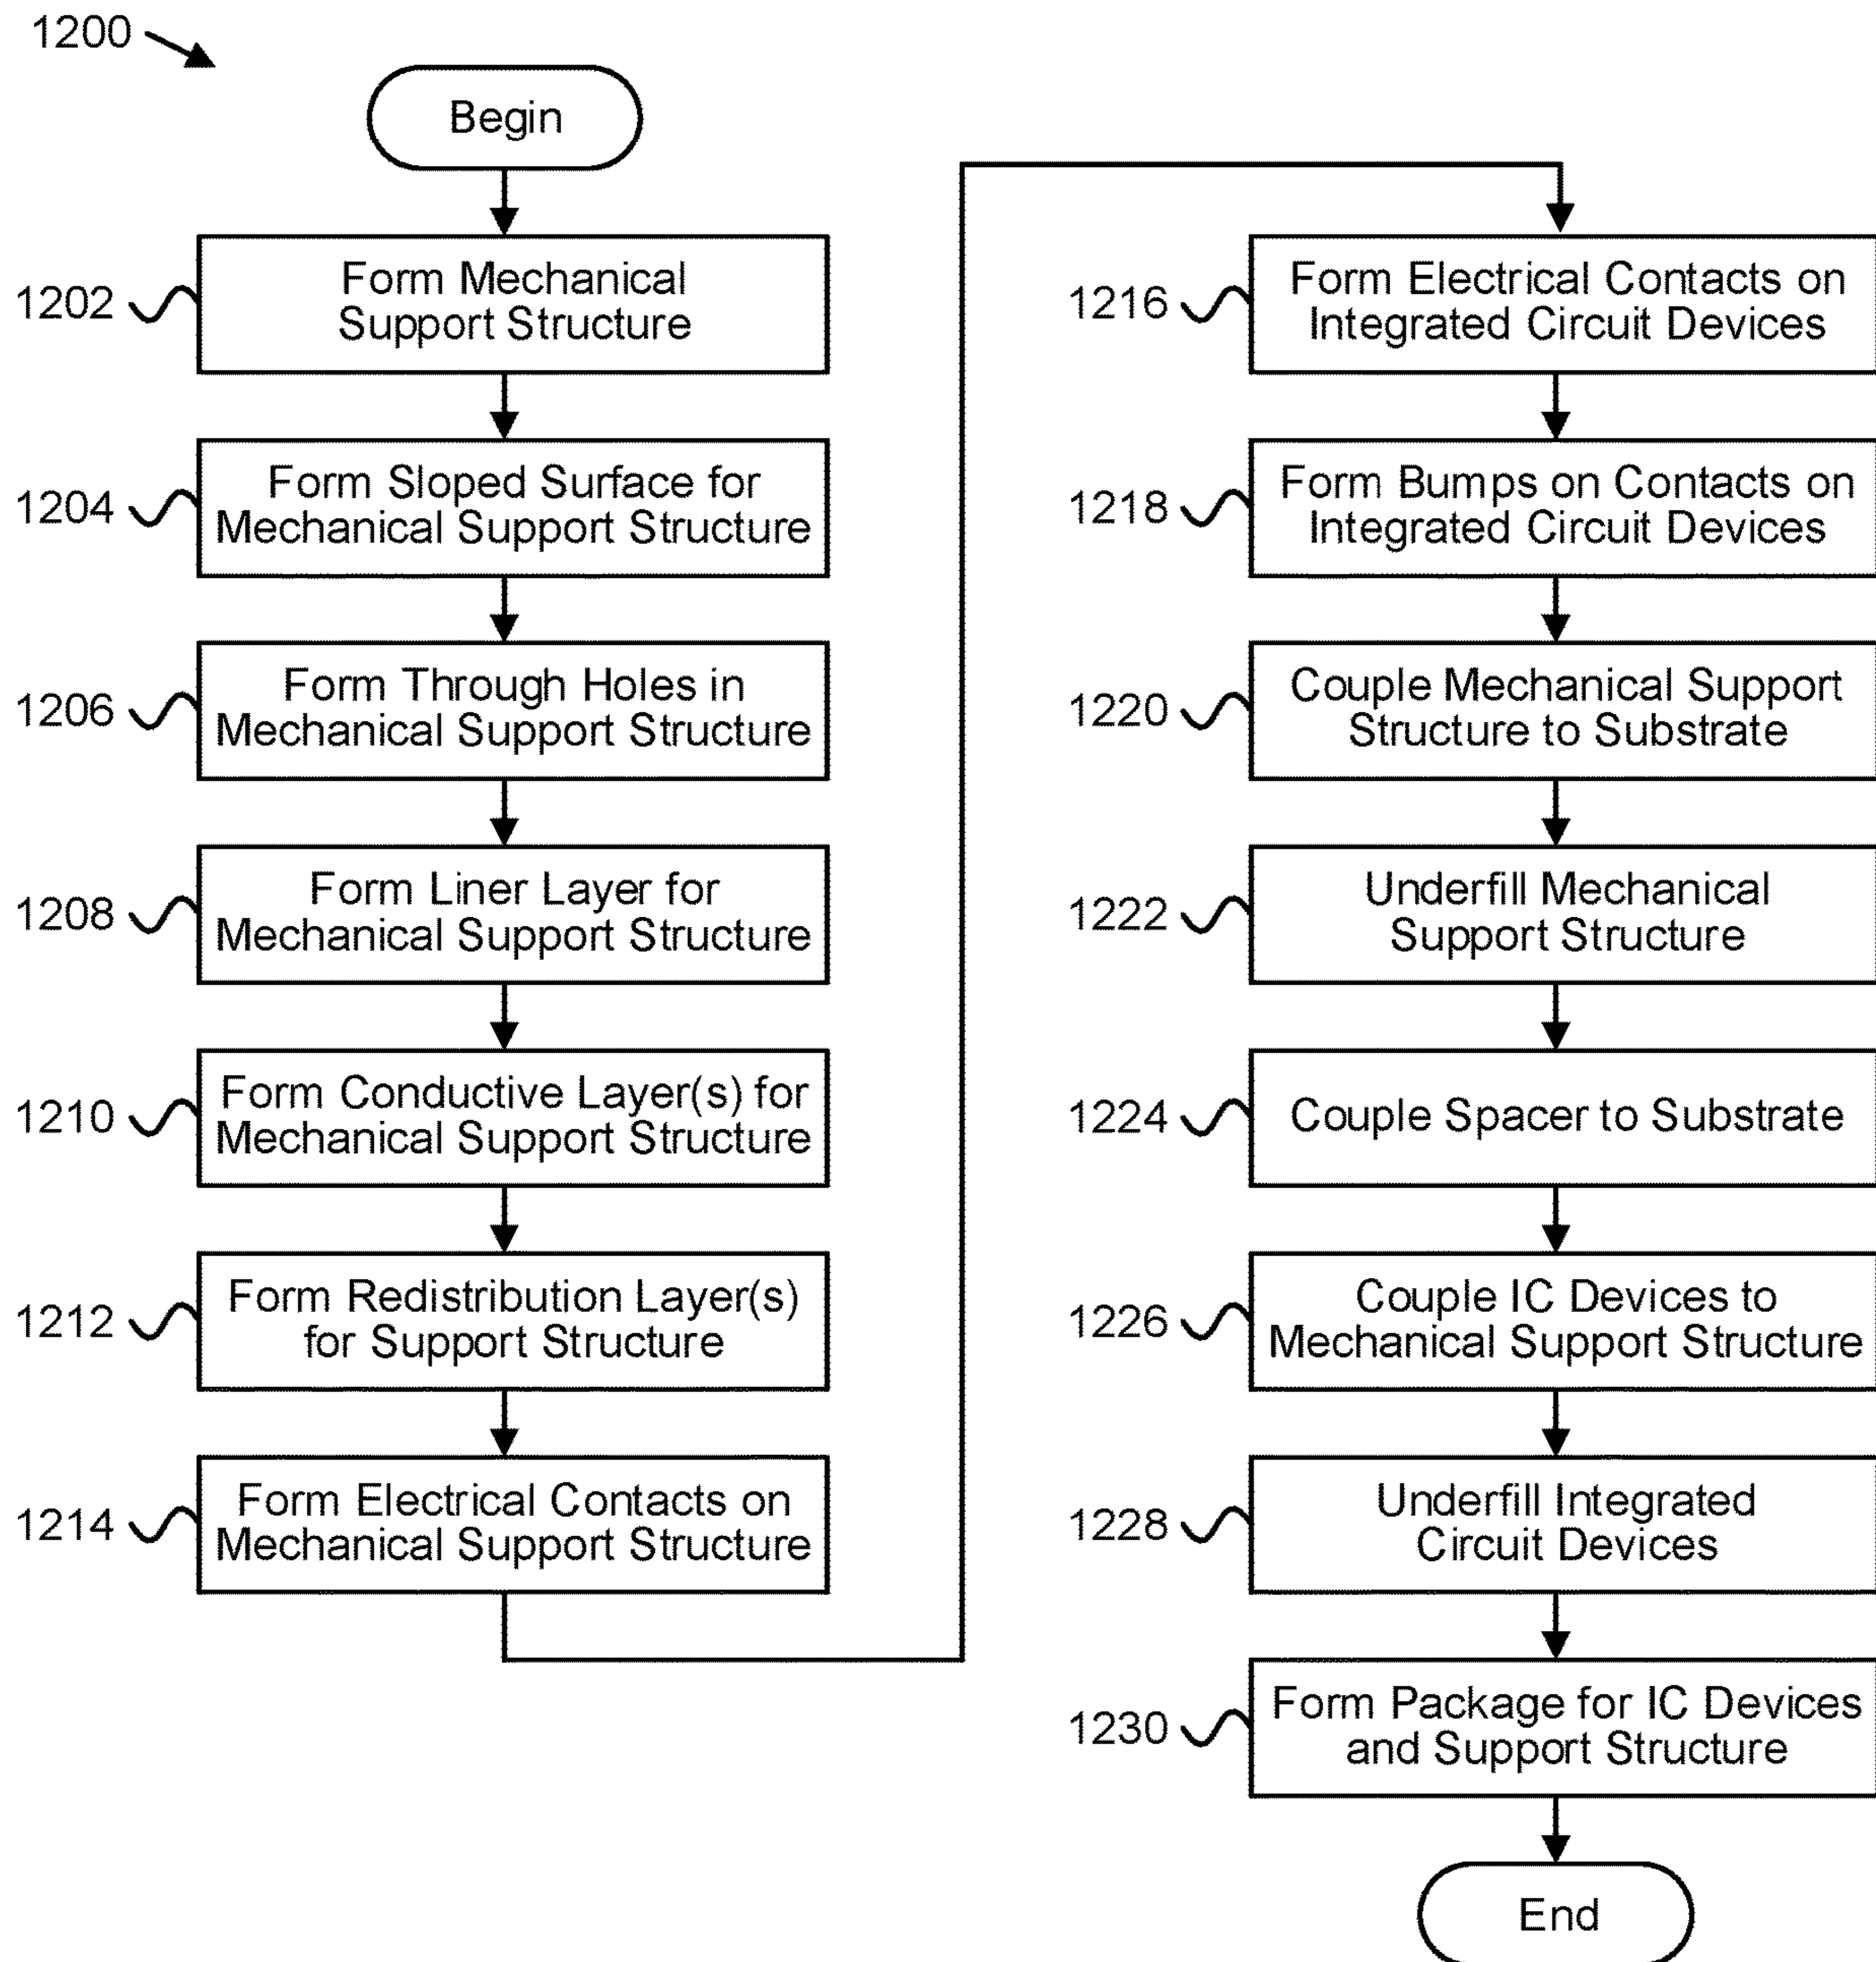 1200
Begin
1202
Form Mechanical
Support Structure
1204
Form Sloped Surface for
Mechanical Support Structure
1206
Form Through Holes in
Mechanical Support Structure
1208
Form Liner Layer for
Mechanical Support Structure
1210
Form Conductive Layer(s) for
Mechanical Support Structure
1212
Form Redistribution Layer(s)
for Support Structure
1214
Form Electrical Contacts on
Mechanical Support Structure
1216
Form Electrical Contacts on
Integrated Circuit Devices
1218
Form Bumps on Contacts on
Integrated Circuit Devices
1220
Couple Mechanical Support
Structure to Substrate
1222
Underfill Mechanical
Support Structure
1224
Couple Spacer to Substrate
1226
Couple IC Devices to
Mechanical Support Structure
1228
Underfill Integrated
Circuit Devices
1230
Form Package for IC Devices
and Support Structure
End